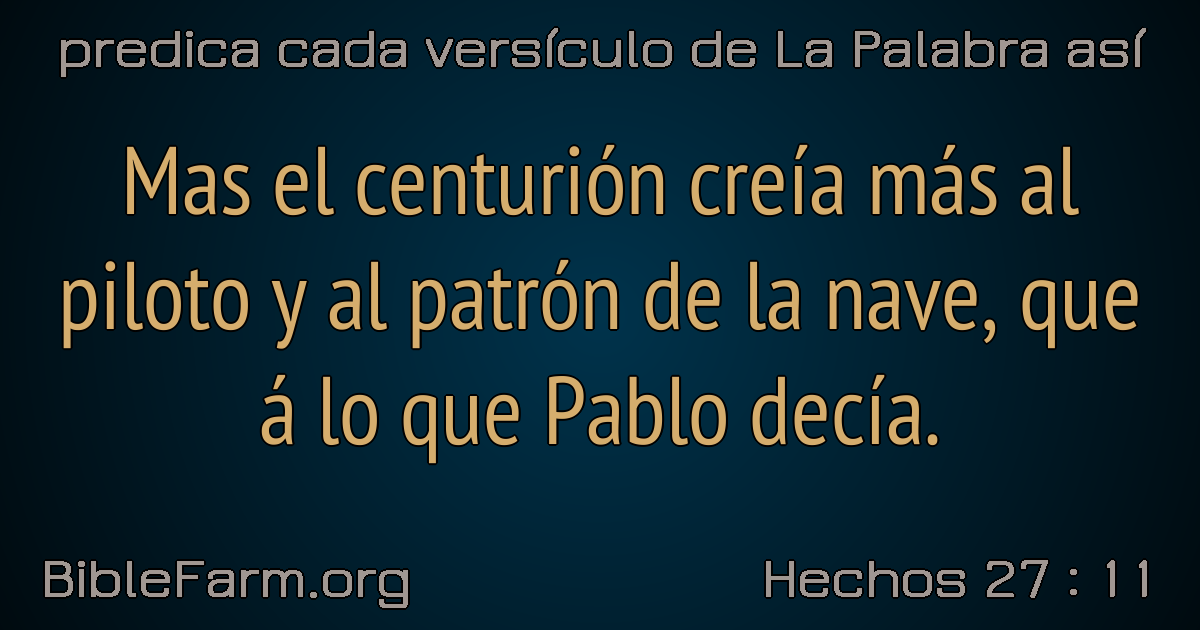 predica cada versículo de La Palabra así
Mas el centurión creía más al
piloto y al patrón de la nave, que
á lo que Pablo decía.
BibleFarm.org
Hechos 27 : 11